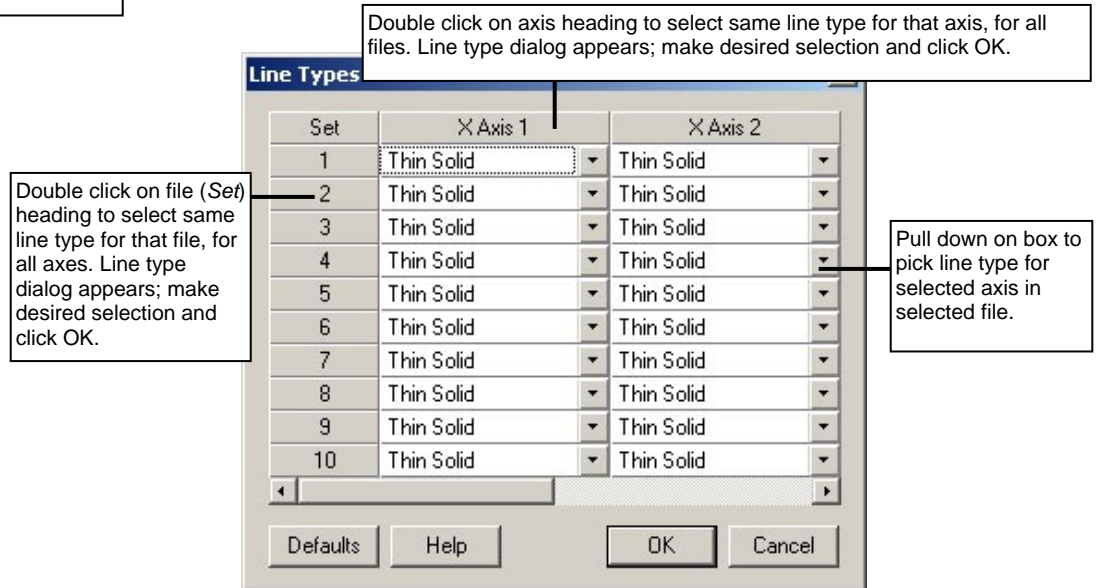 Double click on axis heading to select same line type for that axis, for all
files. Line type dialog appears; make desired selection and click OK.
Line Types
Set X Axis 1 X Axis 2
1 Thin Solid Thin Solid
2 Thin Solid Thin Solid
3 Thin Solid Thin Solid
4 Thin Solid Thin Solid
5 Thin Solid Thin Solid
6 Thin Solid Thin Solid
7 Thin Solid Thin Solid
8 Thin Solid Thin Solid
9 Thin Solid Thin Solid
10 Thin Solid Thin Solid
Double click on file (Set)
heading to select same
line type for that file, for
all axes. Line type
dialog appears; make
desired selection and
click OK.
Pull down on box to
pick line type for
selected axis in
selected file.
Defaults Help OK Cancel